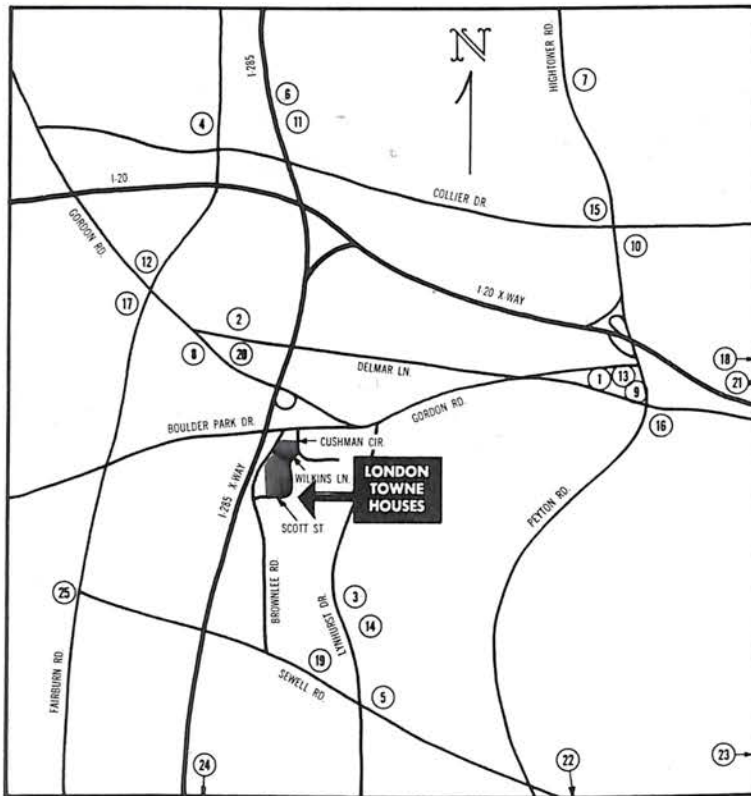 N
I-285
HIGHTOWER RD.
6
7
11
4
COLLIER DR.
I-20
15
10
GORDON RD.
12
17
I-20 X-WAY
2
8
20
DELMAR LN.
18
21
1
13
9
GORDON RD.
16
BOULDER PARK DR.
CUSHMAN CIR.
WILKINS LN.
LONDON
TOWNE
HOUSES
SCOTT ST.
I-285 X-WAY
PEYTON RD.
BROWNLEE RD.
LYNHURST DR.
3
14
25
19
SEWELL RD.
5
FAIRBURN RD.
24
22
23